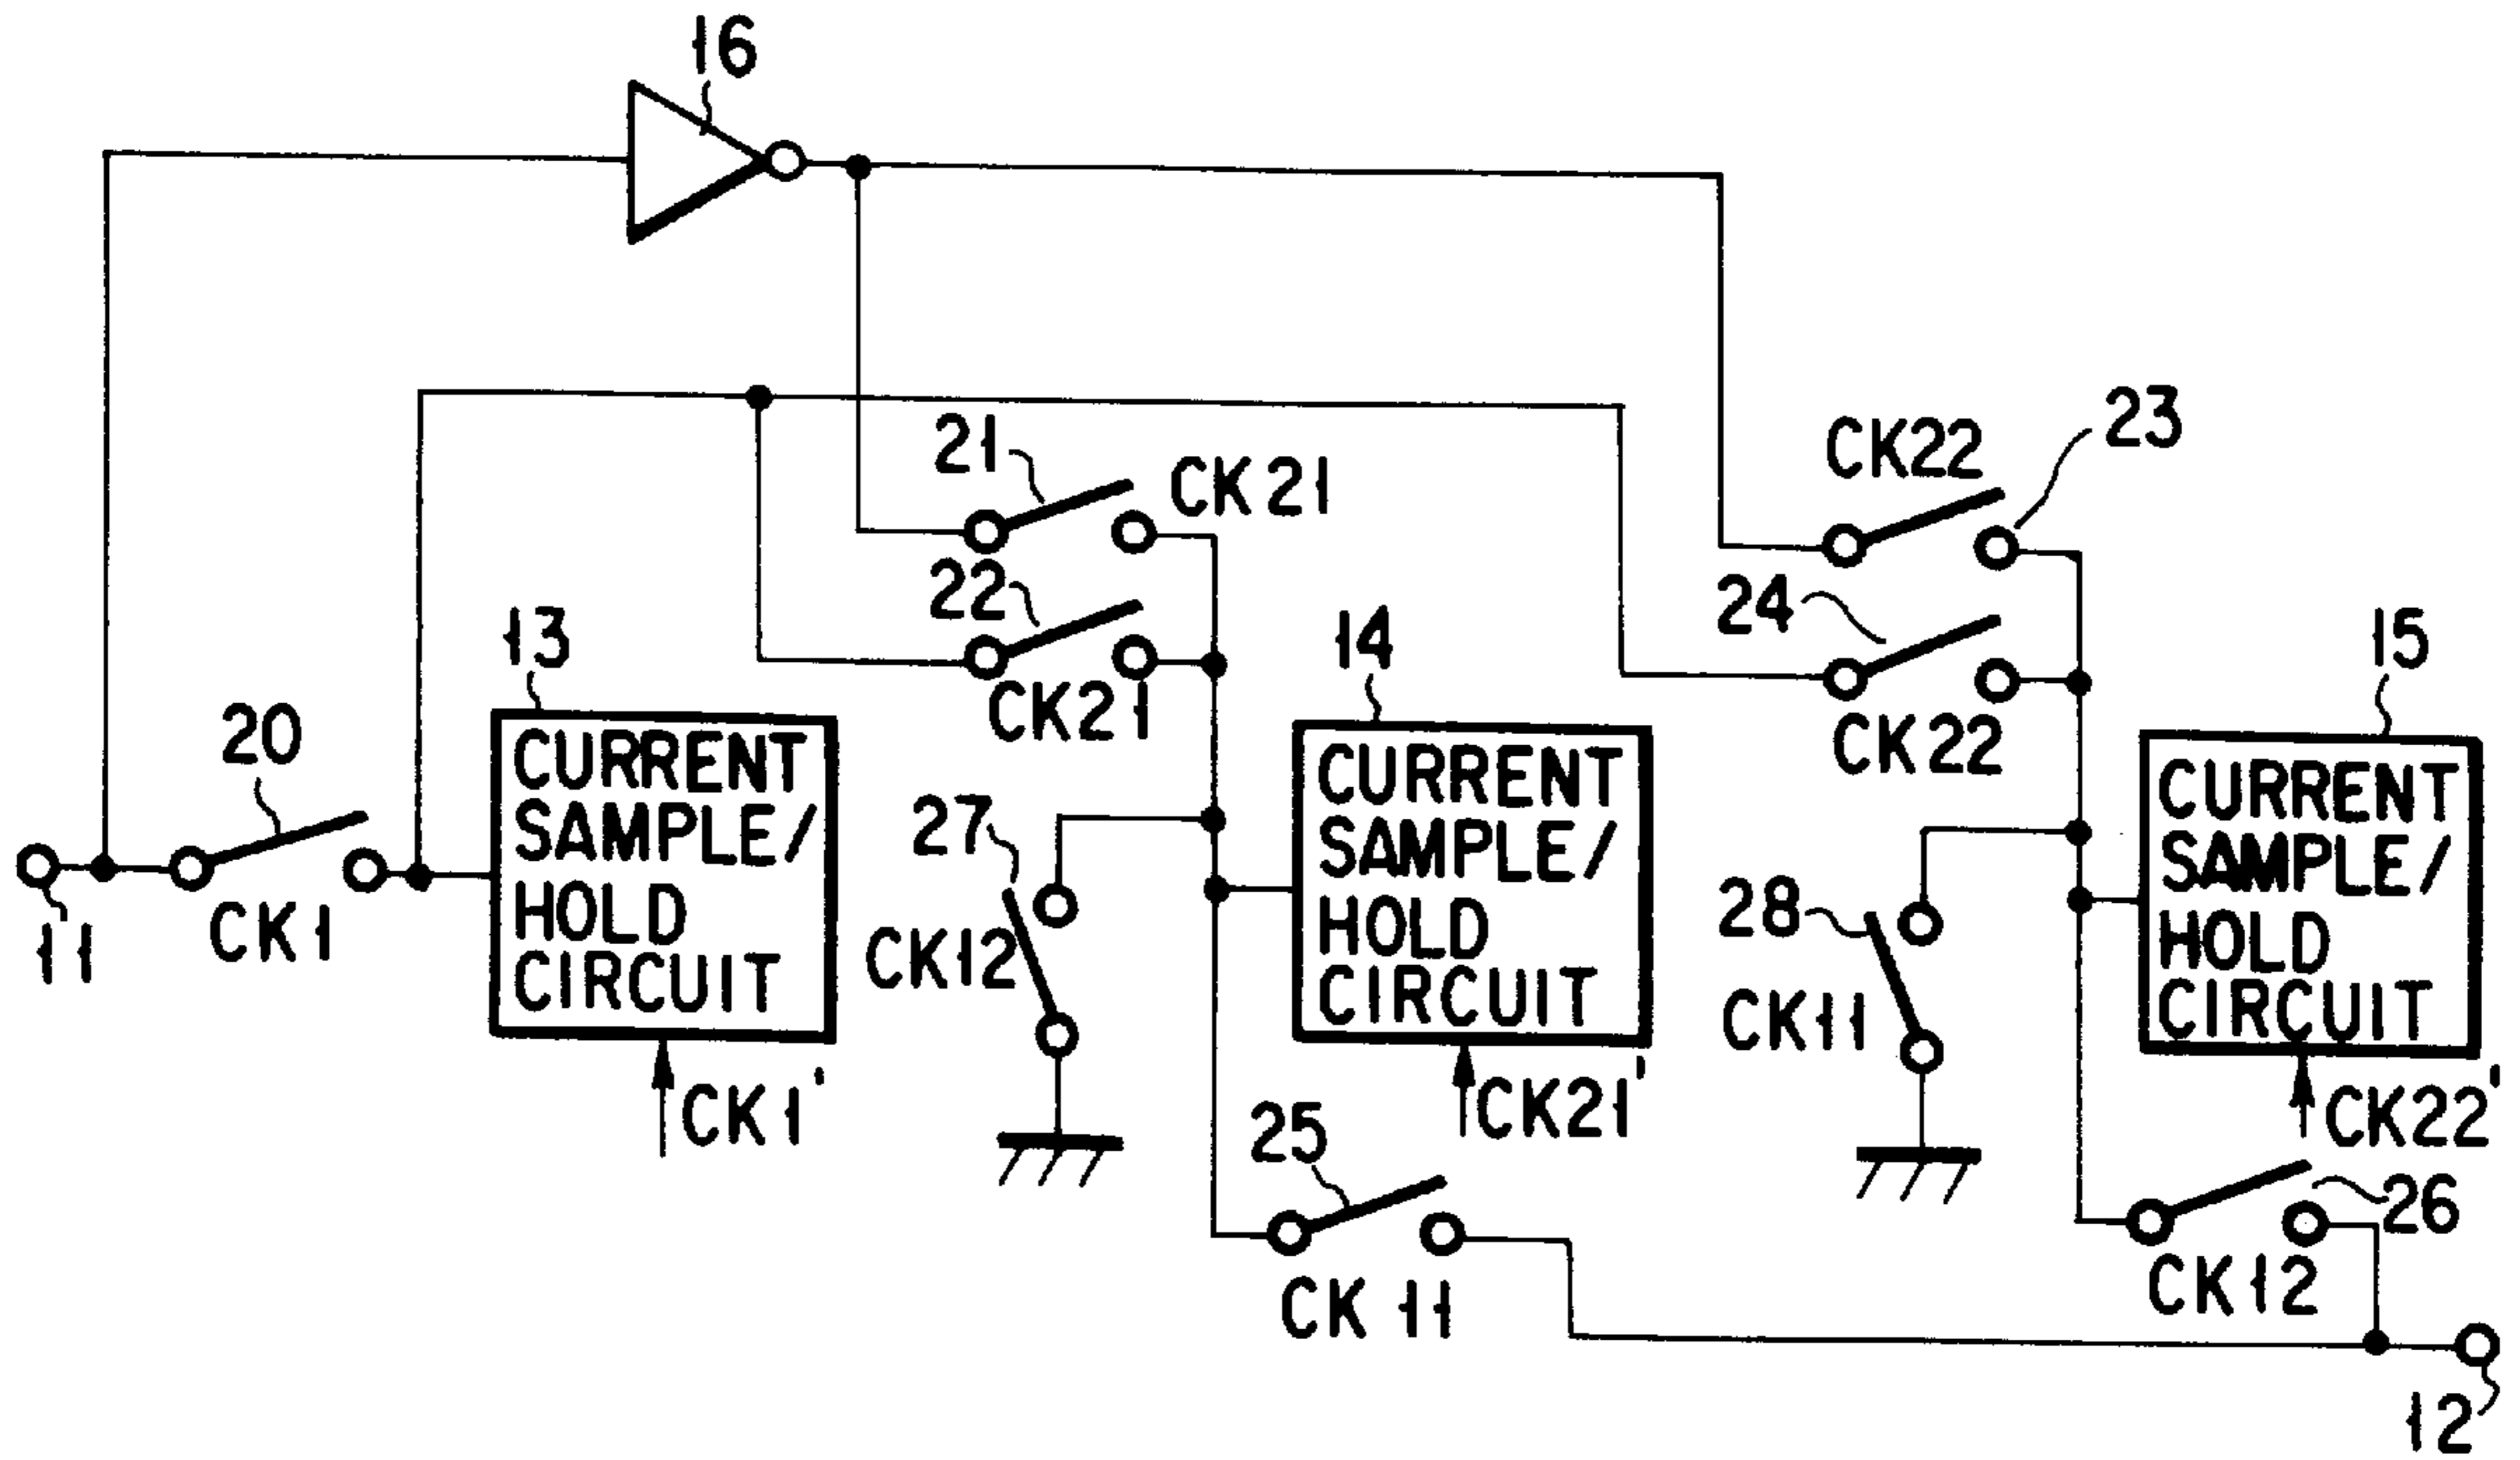 16
21
CK21
CK22
23
22
CK21
24
CK22
13
14
15
20
CK1
11
CURRENT
SAMPLE/
HOLD
CIRCUIT
CK1'
27
CK12
CURRENT
SAMPLE/
HOLD
CIRCUIT
CK21'
28
CK11
CURRENT
SAMPLE/
HOLD
CIRCUIT
CK22'
25
CK 11
26
CK12
12